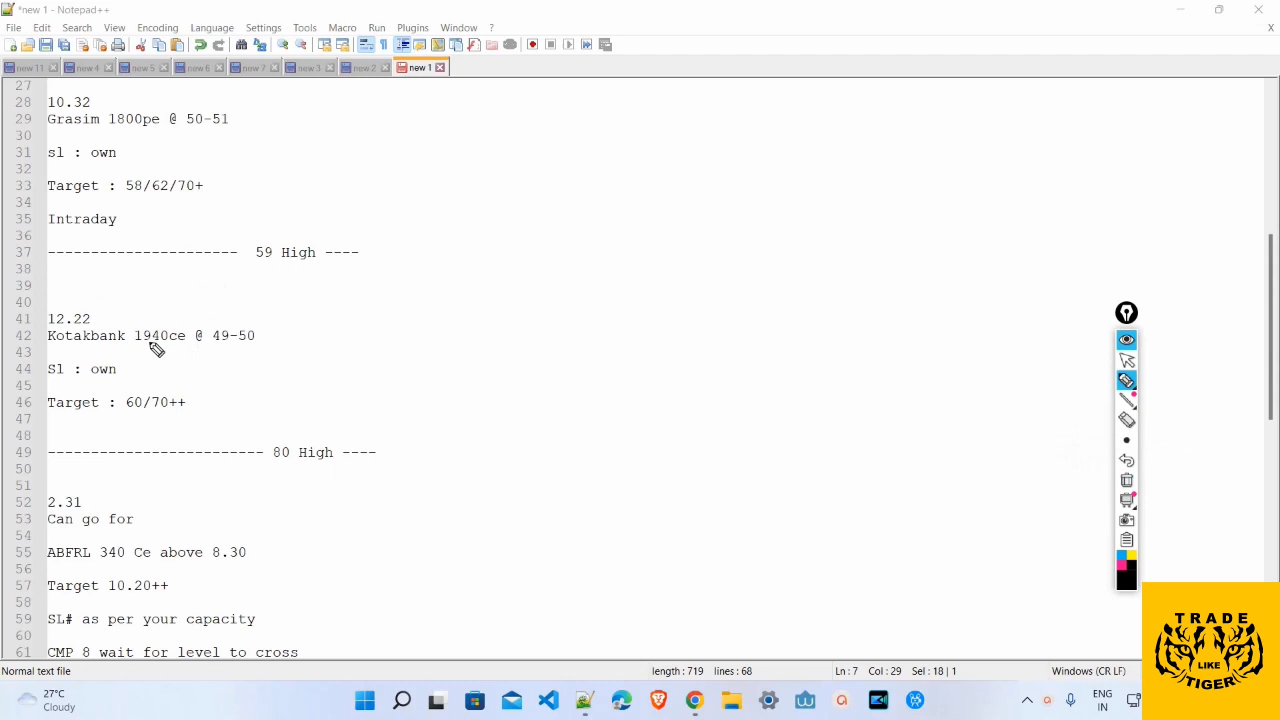 *new 1 - Notepad++
File Edit Search View Encoding Language Settings Tools Macro Run Plugins Window ?
X
new 11 new 4 new 5 new 6 new 7 new 3 new 2 new 1
27
28 10.32
29 Grasim 1800pe @ 50-51
30
31 sl : own
32
33 Target : 58/62/70+
34
35 Intraday
36
37 ---------------------- 59 High ----
38
39
40
41 12.22
42 Kotakbank 1940ce @ 49-50
43
44 Sl : own
45
46 Target : 60/70++
47
48
49 ------------------------- 80 High ----
50
51
52 2.31
53 Can go for
54
55 ABFRL 340 Ce above 8.30
56
57 Target 10.20++
58
59 SL# as per your capacity
60
61 CMP 8 wait for level to cross
Normal text file length : 719 lines : 68 Ln : 7 Col : 29 Sel : 18 | 1 Windows (CR LF)
TRADE
LIKE
TIGER
27°C
Cloudy
ENG
IN